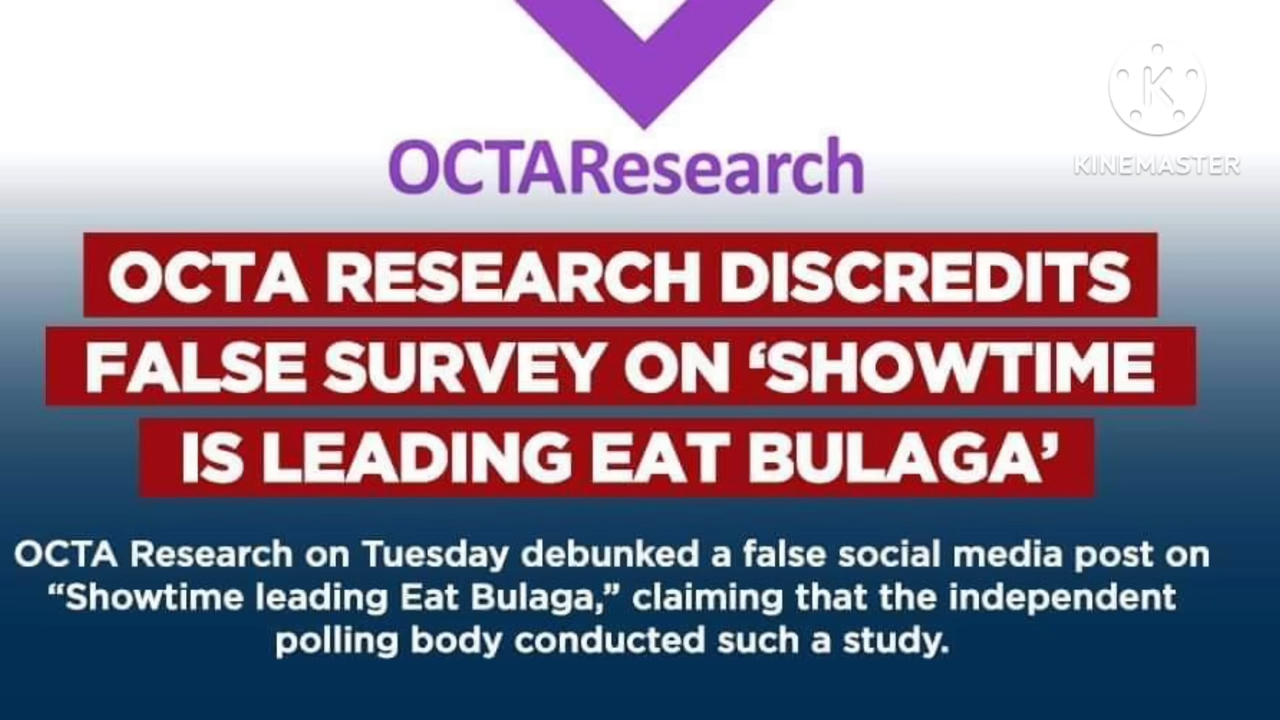 K
KINEMASTER
OCTAResearch
OCTA RESEARCH DISCREDITS
FALSE SURVEY ON ‘SHOWTIME
IS LEADING EAT BULAGA’
OCTA Research on Tuesday debunked a false social media post on
“Showtime leading Eat Bulaga,” claiming that the independent
polling body conducted such a study.